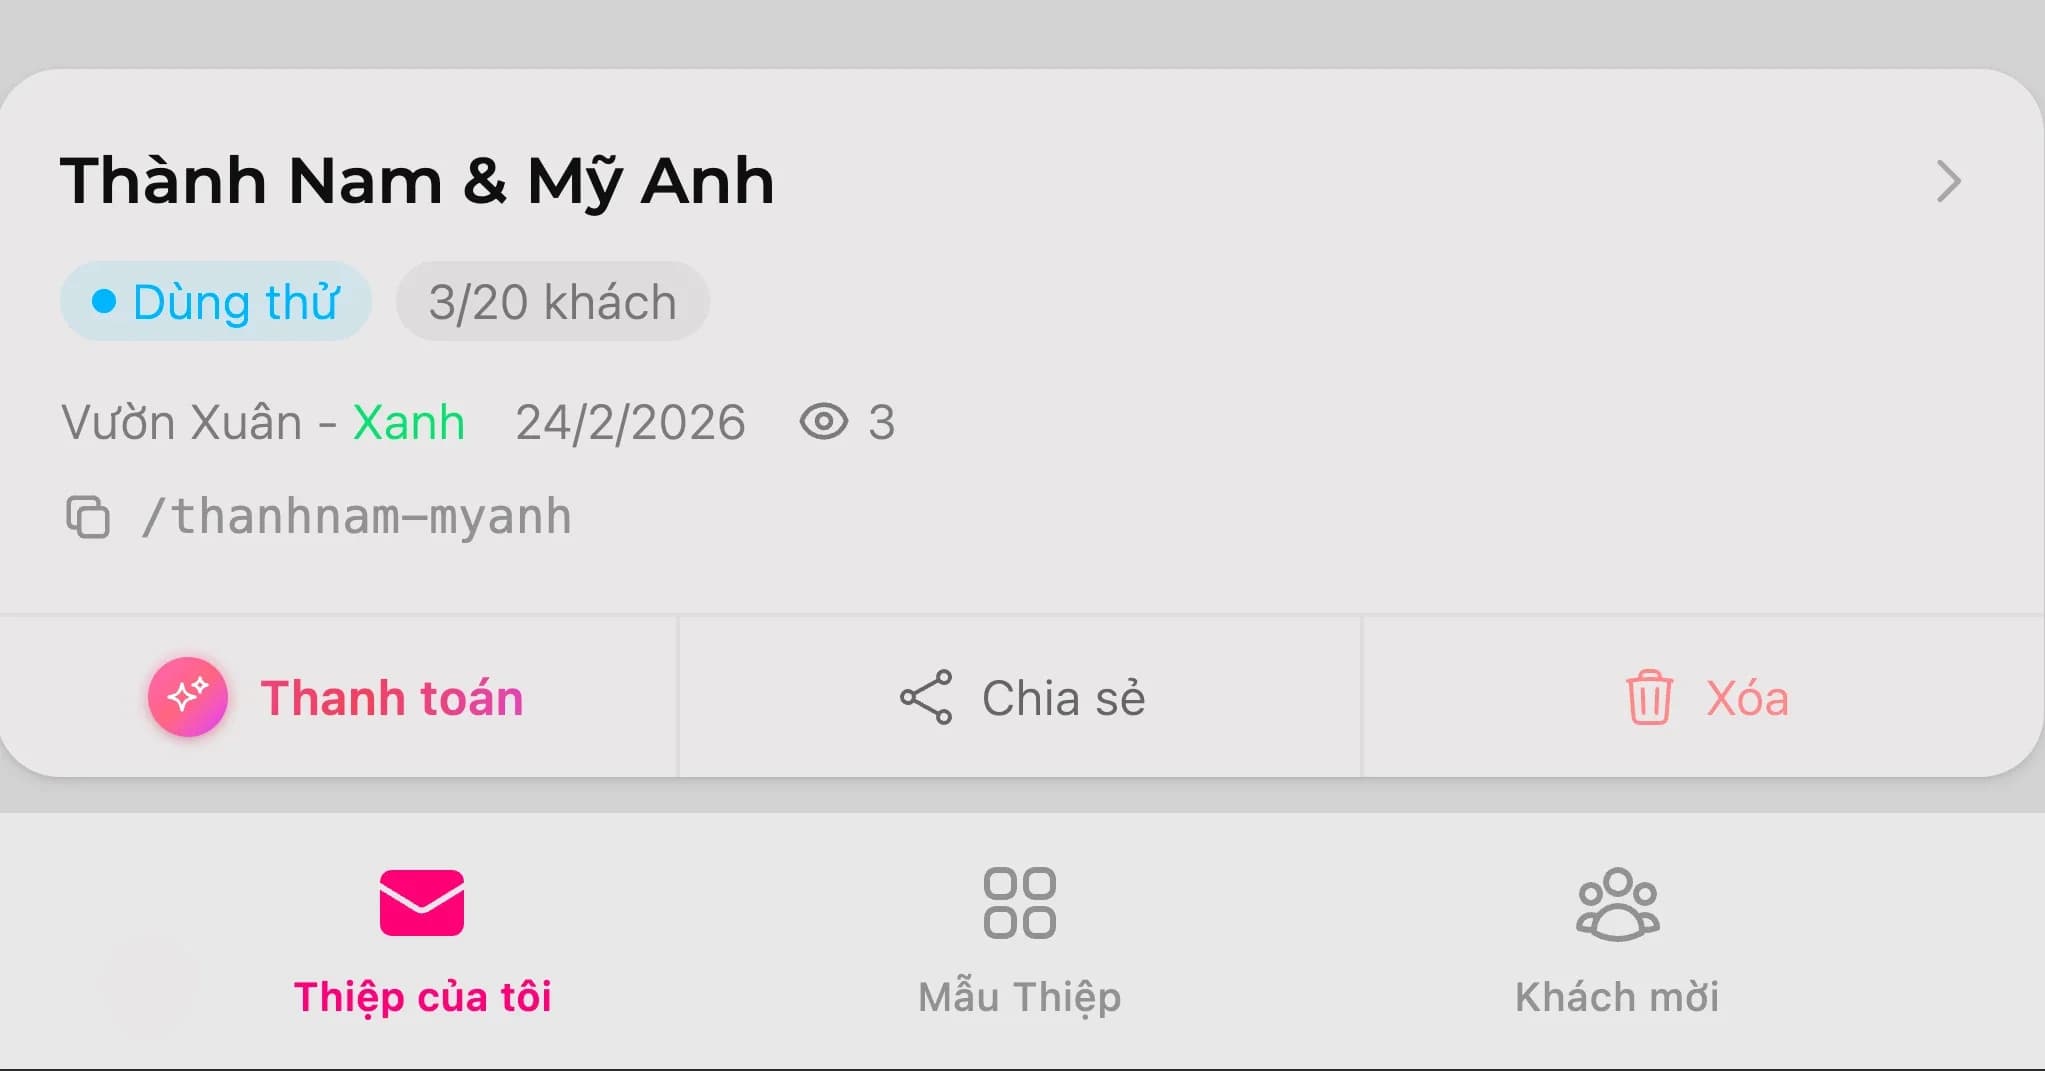 Thành Nam & Mỹ Anh
Dùng thử 3/20 khách
Vườn Xuân - Xanh 24/2/2026 3
/thanhnam-myanh
Thanh toán Chia sẻ Xóa
Thiệp của tôi Mẫu Thiệp Khách mời